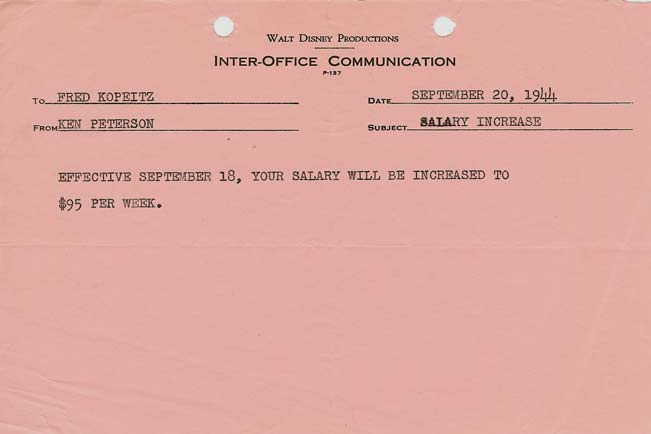 WALT DISNEY PRODUCTIONS
INTER-OFFICE COMMUNICATION
P-137
TO FRED KOPEITZ
DATE SEPTEMBER 20, 1944
FROM KEN PETERSON
SUBJECT SALARY INCREASE
EFFECTIVE SEPTEMBER 18, YOUR SALARY WILL BE INCREASED TO
$95 PER WEEK.